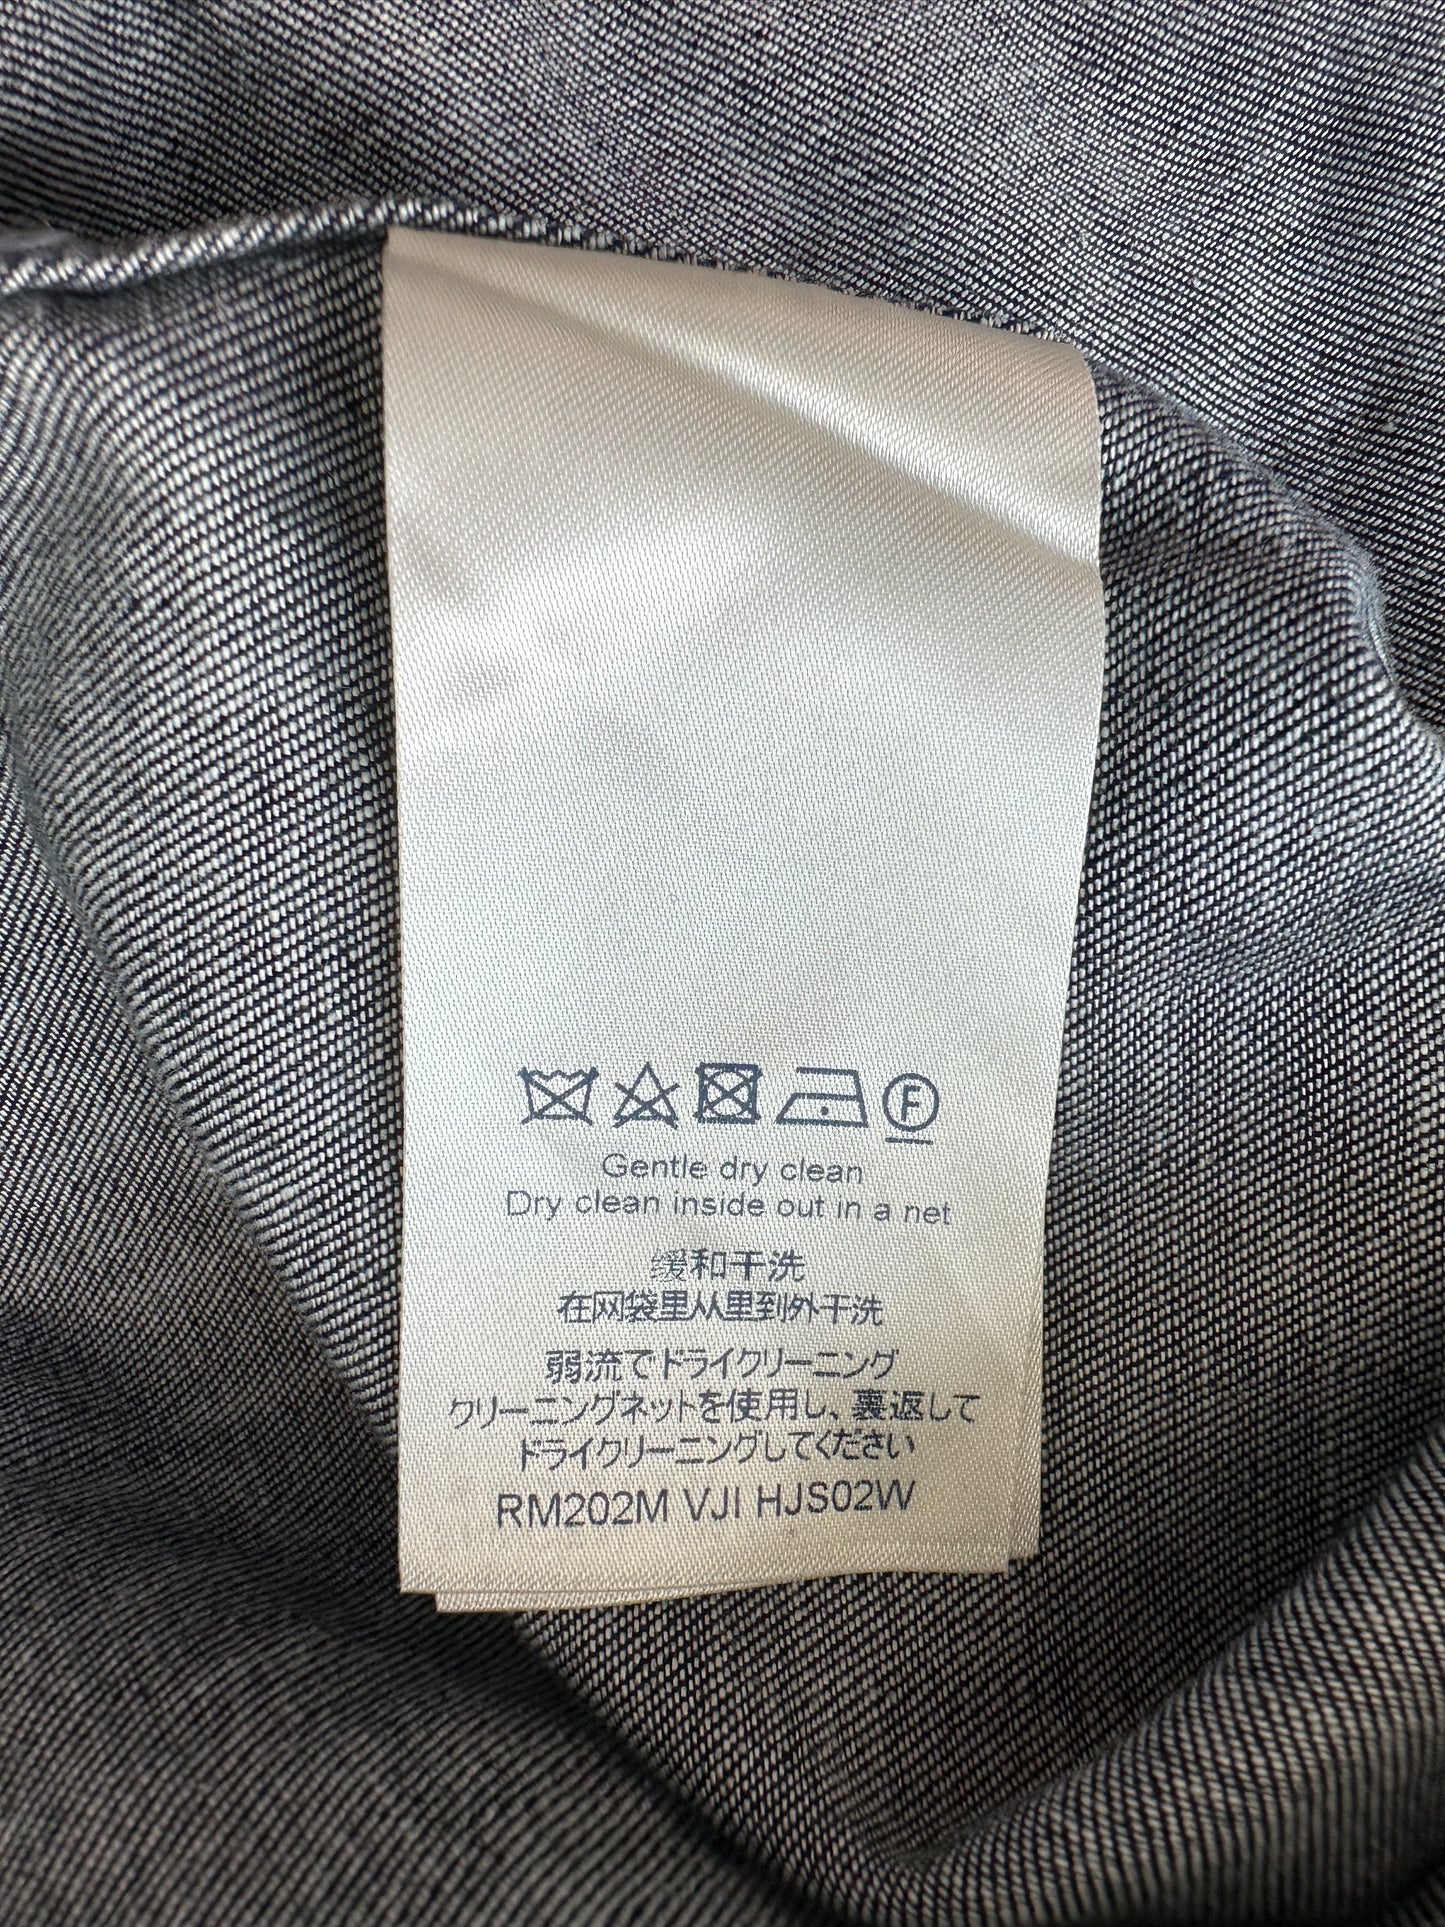 F
Gentle dry clean
Dry clean inside out in a net
缓和干洗
在网袋里从里到外干洗
弱流でドライクリーニング
クリーニングネットを使用し、裏返して
ドライクリーニングしてください
RM202M VJI HJS02W